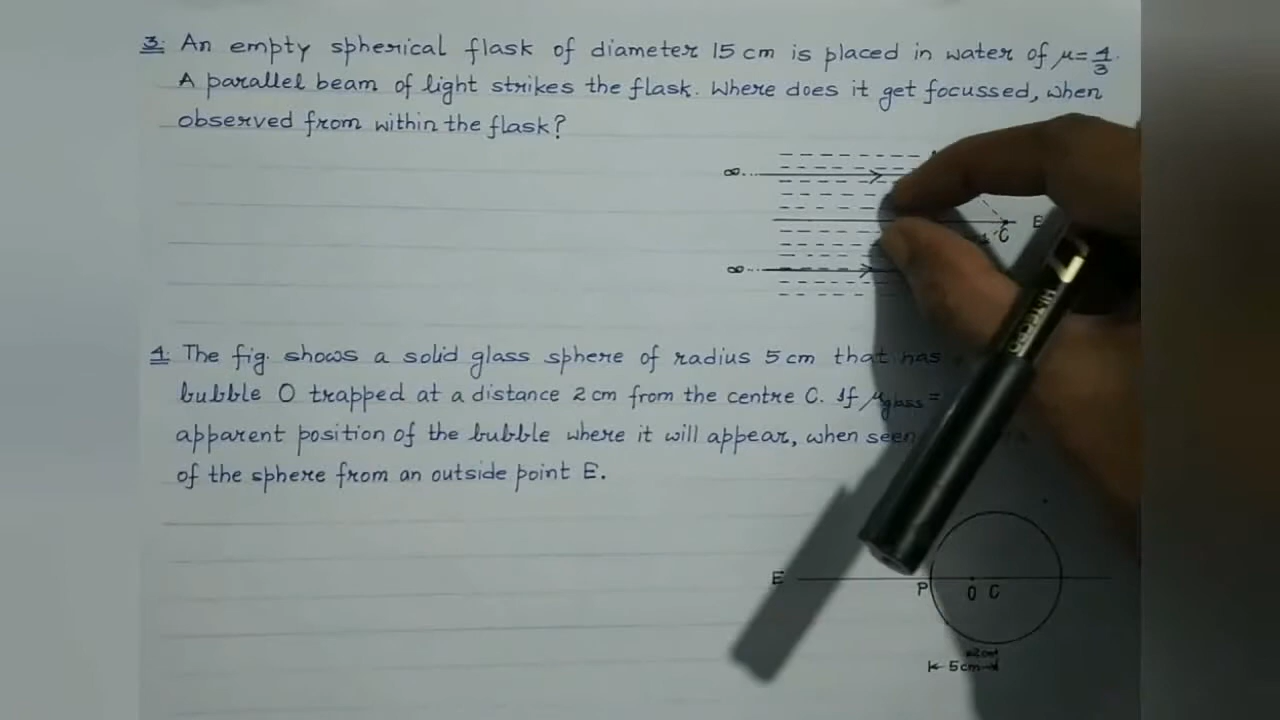 3. An empty spherical flask of diameter 15 cm is placed in water of μ = 4/3.
A parallel beam of light strikes the flask. Where does it get focussed, when
observed from within the flask?
∞
E
C
∞
4. The fig. shows a solid glass sphere of radius 5 cm that has
bubble O trapped at a distance 2 cm from the centre C. If μglass =
apparent position of the bubble where it will appear, when seen
of the sphere from an outside point E.
E
P O C
2cm
5cm